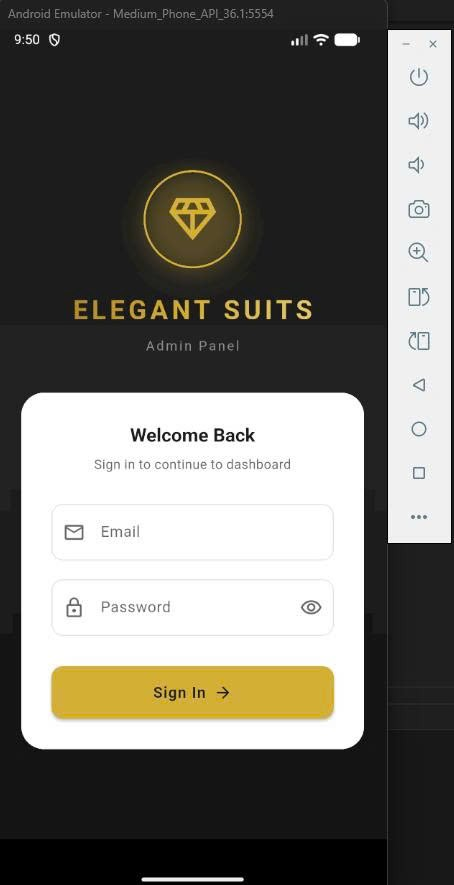 Android Emulator - Medium_Phone_API_36.1:5554
9:50
ELEGANT SUITS
Admin Panel
Welcome Back
Sign in to continue to dashboard
Email
Password
Sign In